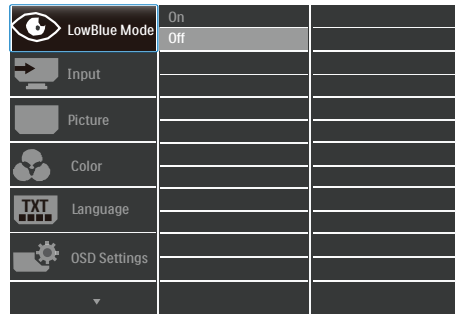 LowBlue Mode
On
Off
Input
Picture
Color
TXT
Language
OSD Settings